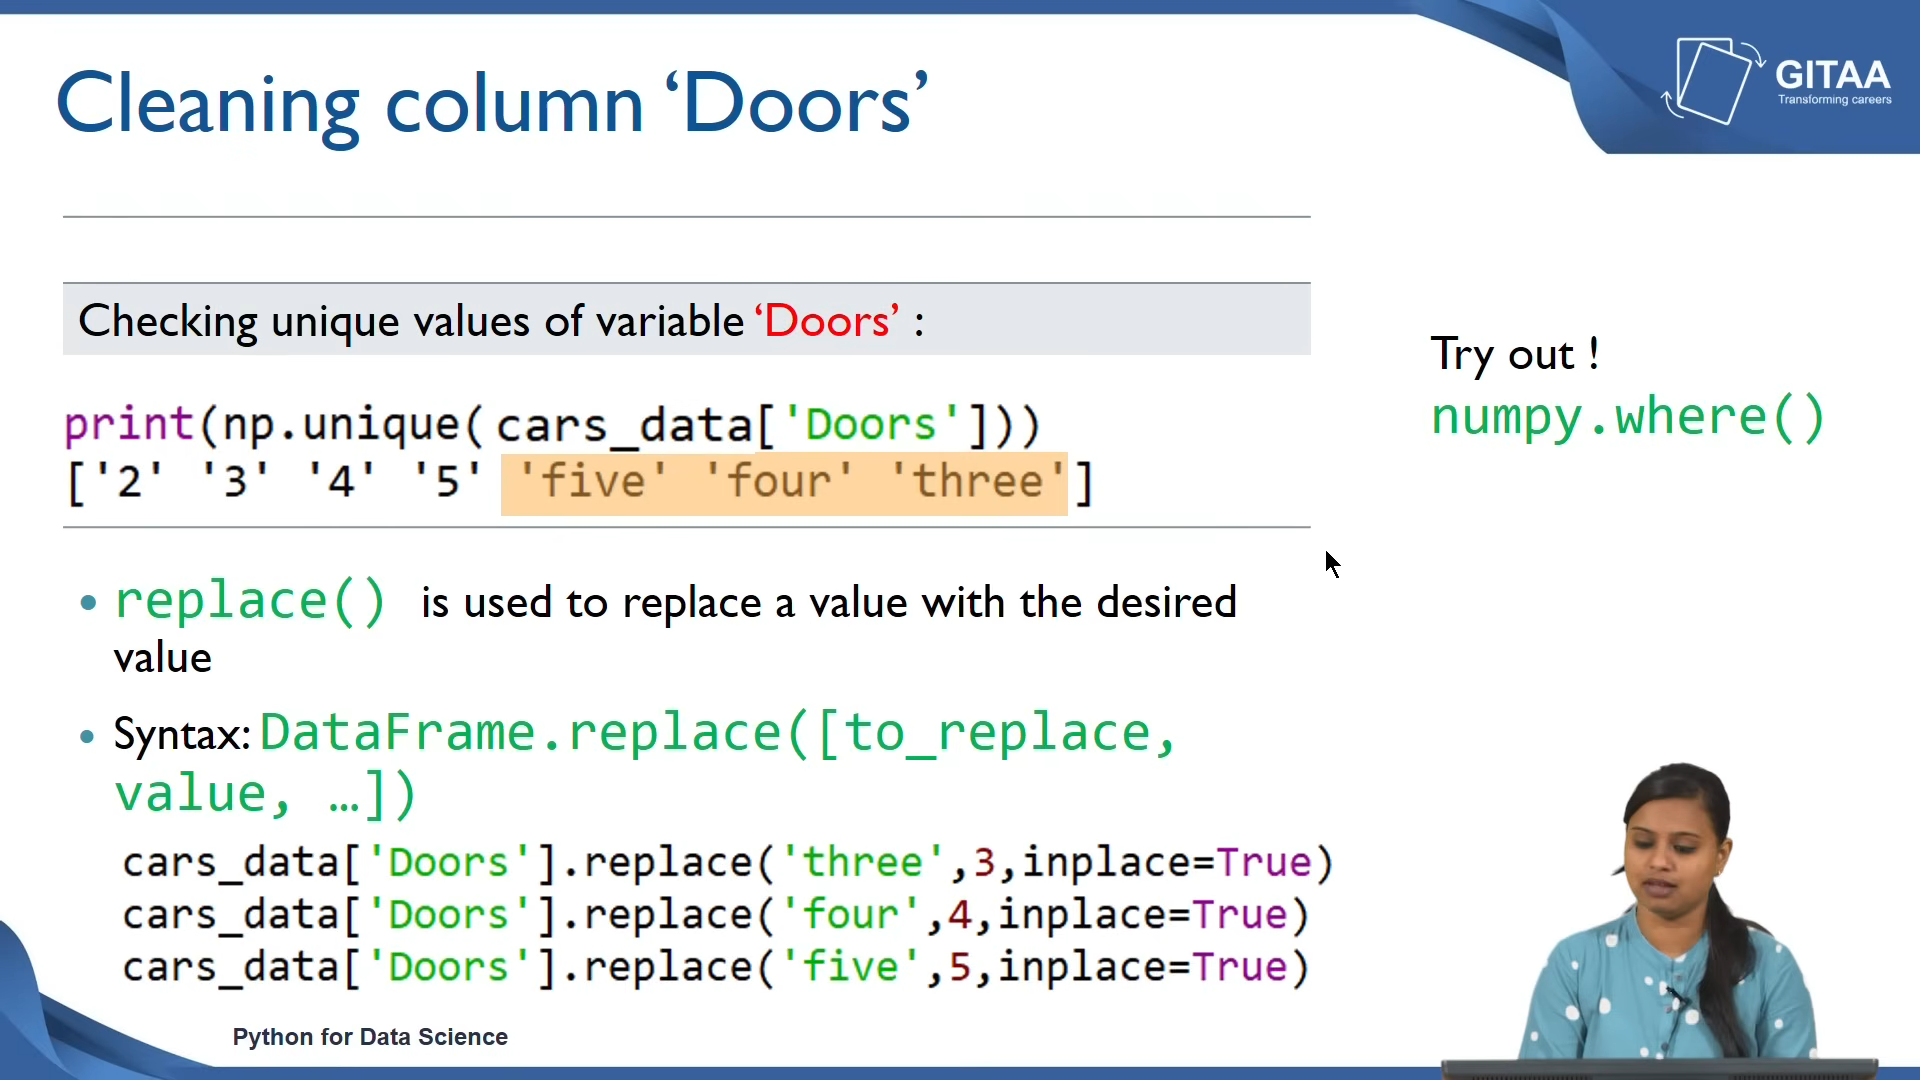 Cleaning column ‘Doors’
GITAA
Transforming careers
Checking unique values of variable ‘Doors’ :
print(np.unique(cars_data['Doors']))
['2' '3' '4' '5' 'five' 'four' 'three']
Try out !
numpy.where()
• replace() is used to replace a value with the desired
value
• Syntax: DataFrame.replace([to_replace,
value, …])
cars_data['Doors'].replace('three',3,inplace=True)
cars_data['Doors'].replace('four',4,inplace=True)
cars_data['Doors'].replace('five',5,inplace=True)
Python for Data Science